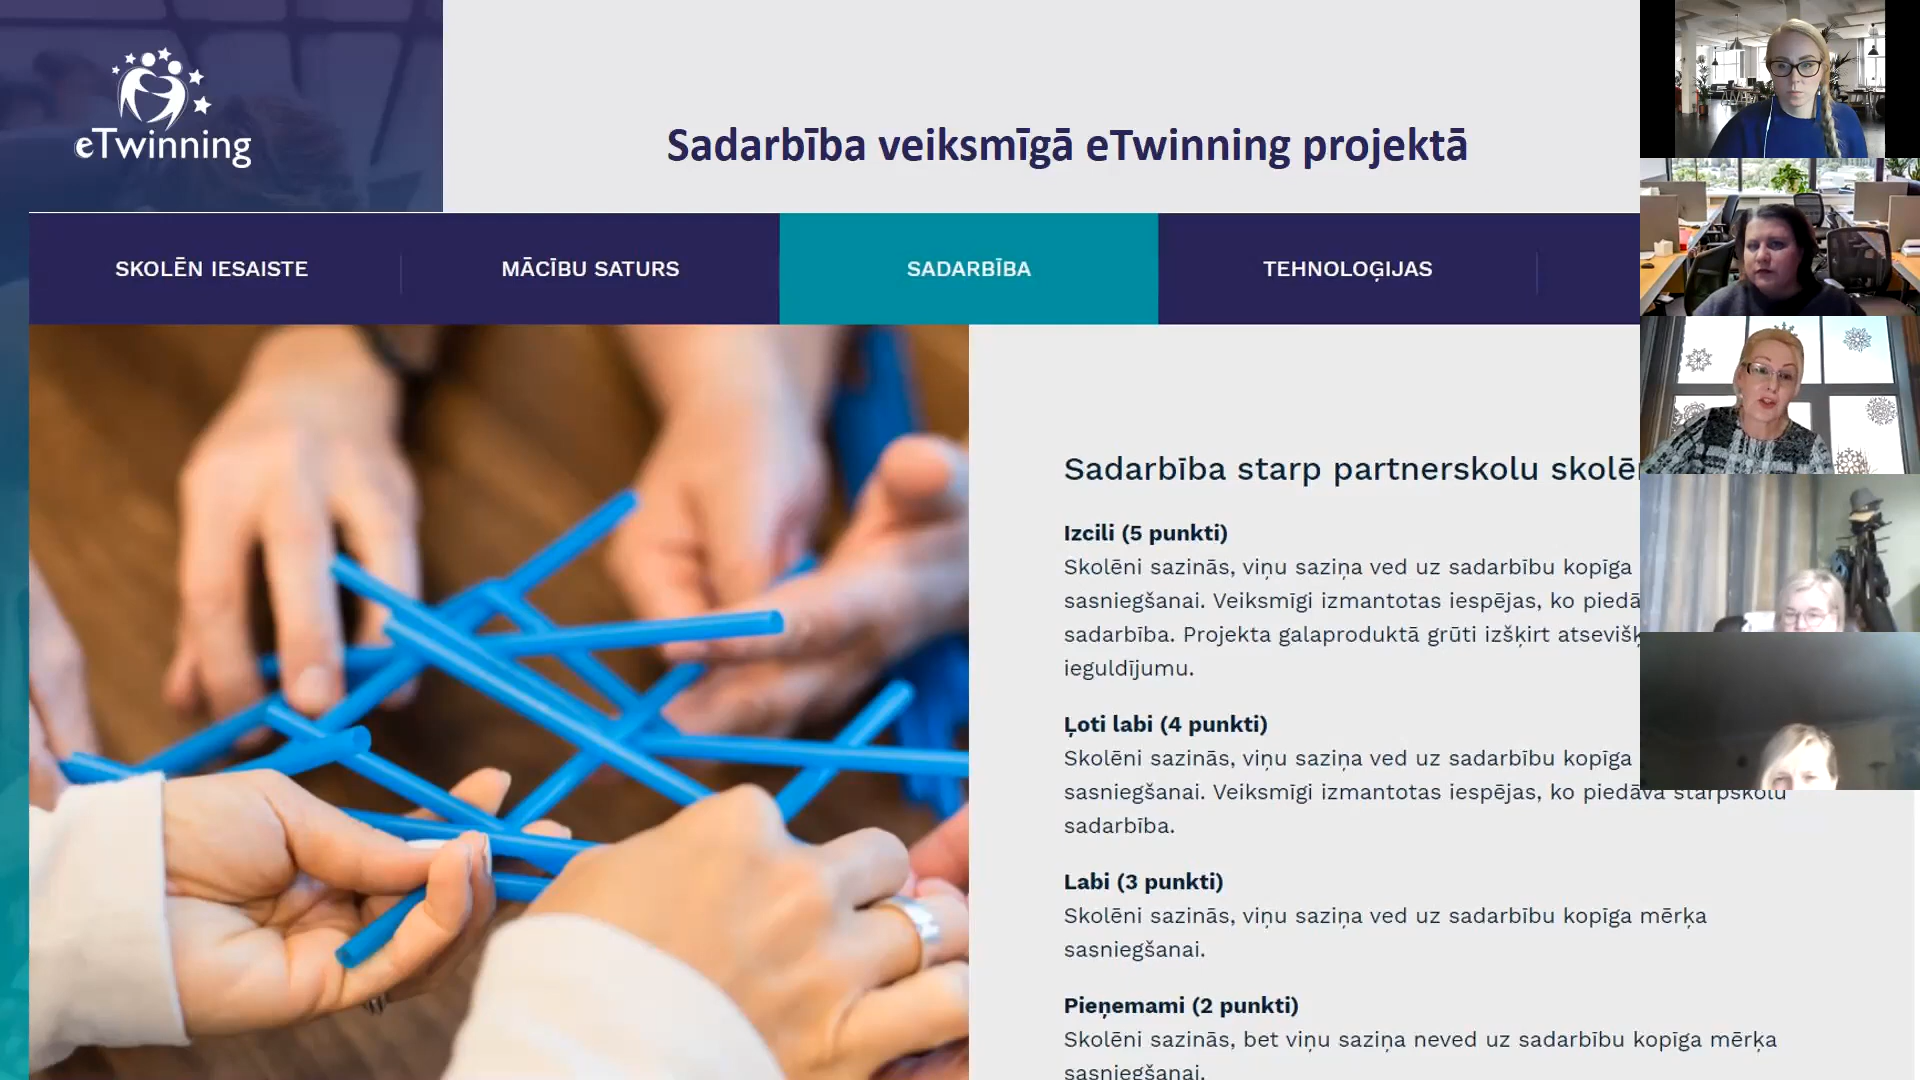 eTwinning
Sadarbība veiksmīgā eTwinning projektā
SKOLĒN IESAISTE
MĀCĪBU SATURS
SADARBĪBA
TEHNOLOĢIJAS
Sadarbība starp partnerskolu
Izcili (5 punkti)
Skolēni sazinās, viņu saziņa ved uz sadarbību kopīga
sasniegšanai. Veiksmīgi izmantotas iespējas, ko
sadarbība. Projekta galaproduktā grūti izšķirt
ieguldījumu.
Ļoti labi (4 punkti)
Skolēni sazinās, viņu saziņa ved uz sadarbību kopīga
sasniegšanai. Veiksmīgi izmantotas iespējas, ko piedāvā starpskolu
sadarbība.
Labi (3 punkti)
Skolēni sazinās, viņu saziņa ved uz sadarbību kopīga mērķa
sasniegšanai.
Pieņemami (2 punkti)
Skolēni sazinās, bet viņu saziņa neved uz sadarbību kopīga mērķa
sasniegšanai.